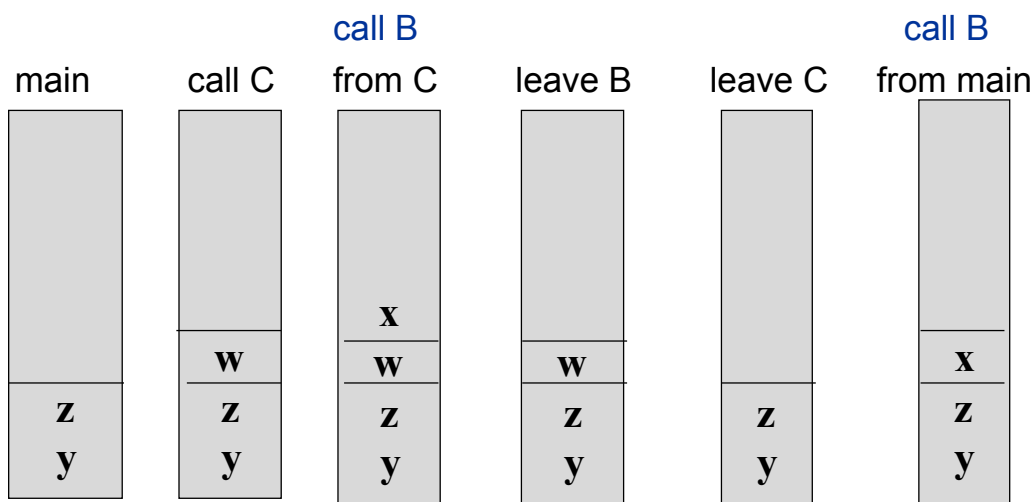 call B call B
main call C from C leave B leave C from main
x
w w w x
z z z z z z
y y y y y y